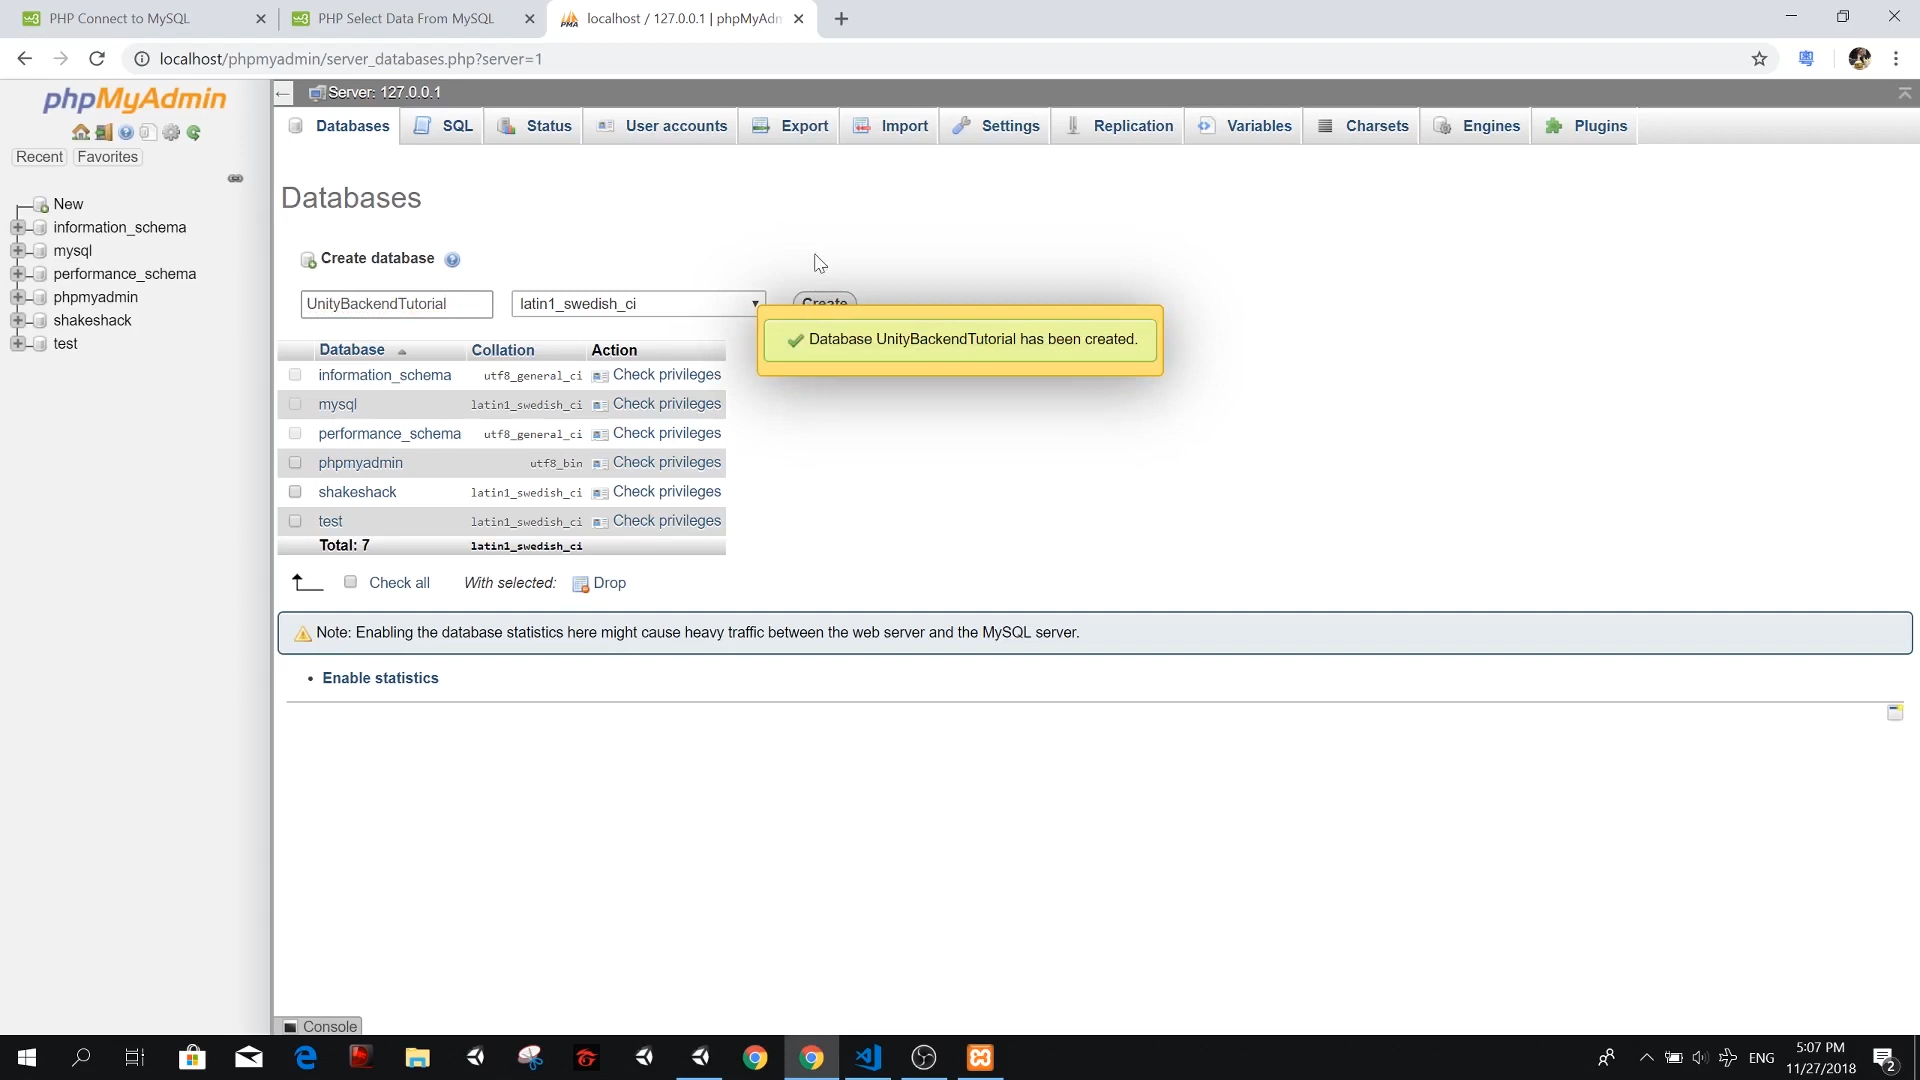 PHP Connect to MySQL
PHP Select Data From MySQL
localhost / 127.0.0.1 | phpMyAdm
localhost/phpmyadmin/server_databases.php?server=1
phpMyAdmin
Recent
Favorites
New
information_schema
mysql
performance_schema
phpmyadmin
shakeshack
test
Server: 127.0.0.1
Databases
SQL
Status
User accounts
Export
Import
Settings
Replication
Variables
Charsets
Engines
Plugins
Databases
Create database
UnityBackendTutorial
latin1_swedish_ci
Create
Database UnityBackendTutorial has been created.
Database Collation Action
information_schema utf8_general_ci Check privileges
mysql latin1_swedish_ci Check privileges
performance_schema utf8_general_ci Check privileges
phpmyadmin utf8_bin Check privileges
shakeshack latin1_swedish_ci Check privileges
test latin1_swedish_ci Check privileges
Total: 7 latin1_swedish_ci
Check all With selected: Drop
Note: Enabling the database statistics here might cause heavy traffic between the web server and the MySQL server.
Enable statistics
Console
ENG
5:07 PM
11/27/2018
2